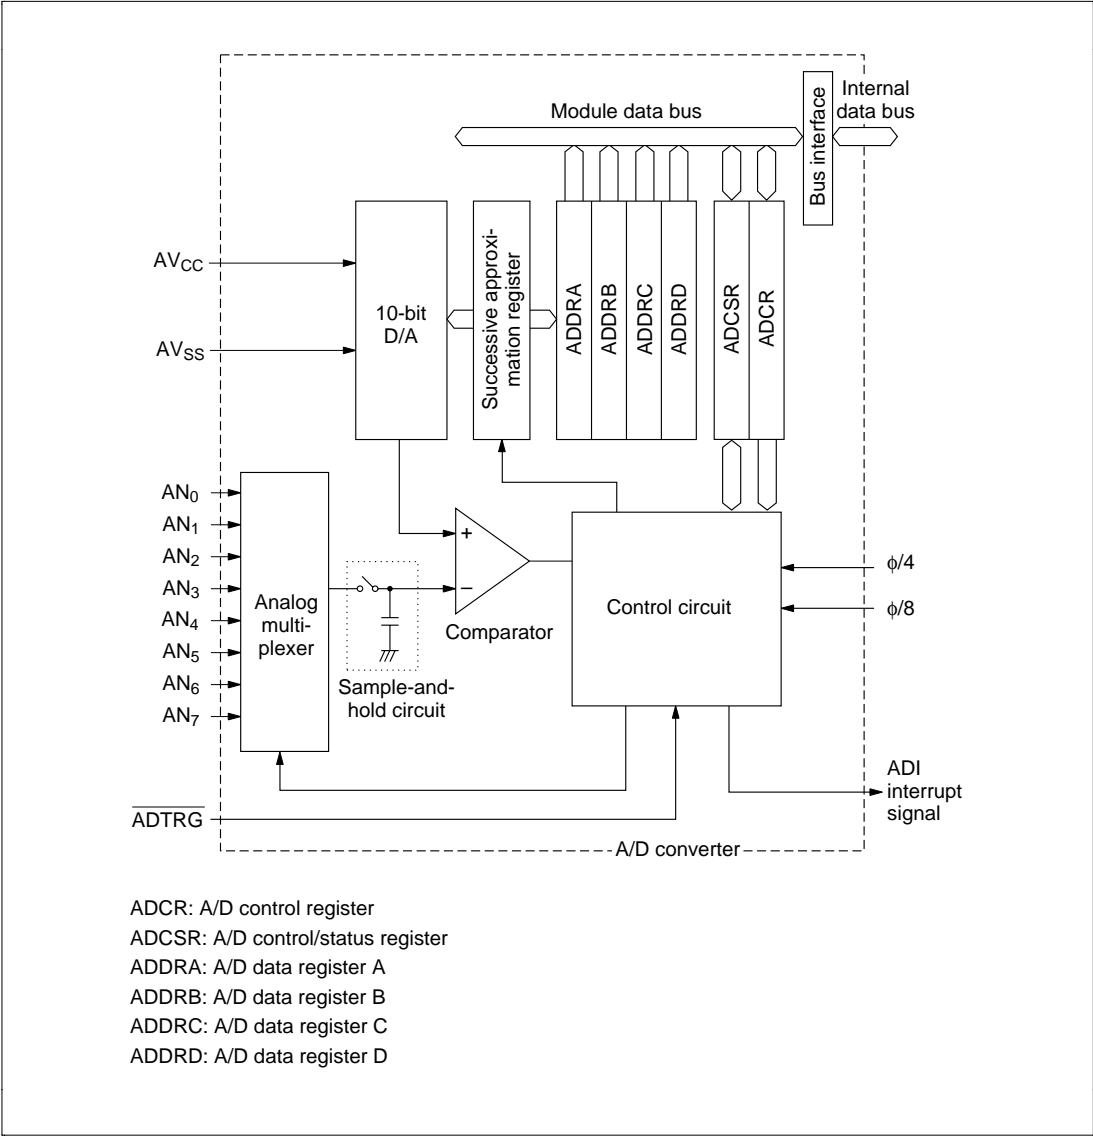 Module data bus
Internal
data bus
Bus interface
AVCC
AVSS
10-bit
D/A
Successive approxi-
mation register
ADDRA
ADDRB
ADDRC
ADDRD
ADCSR
ADCR
AN0
AN1
AN2
AN3
AN4
AN5
AN6
AN7
Analog
multi-
plexer
+
−
Comparator
Sample-and-
hold circuit
Control circuit
ϕ/4
ϕ/8
ADI
interrupt
signal
ADTRG
A/D converter
ADCR: A/D control register
ADCSR: A/D control/status register
ADDRA: A/D data register A
ADDRB: A/D data register B
ADDRC: A/D data register C
ADDRD: A/D data register D